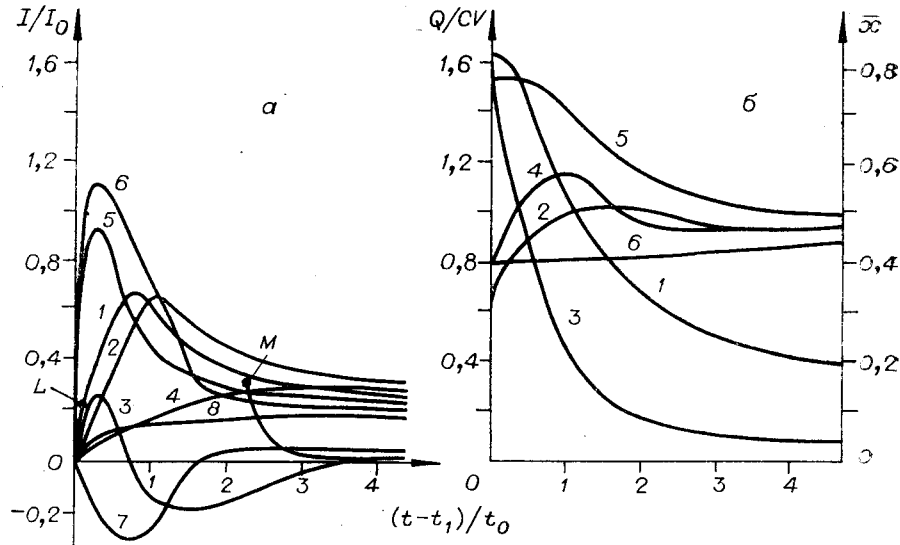 I/I₀ Q/CV x̄
1,6 1,6 0,8
а б
5
1,2 1,2 0,6
6 4
5 2
0,8 0,8 0,4
1 6 1
2 M 3
0,4 0,4 0,2
L 3 4 8
0 1 2 3 4 0 1 2 3 4 0
7
-0,2 (t-t₁)/t₀